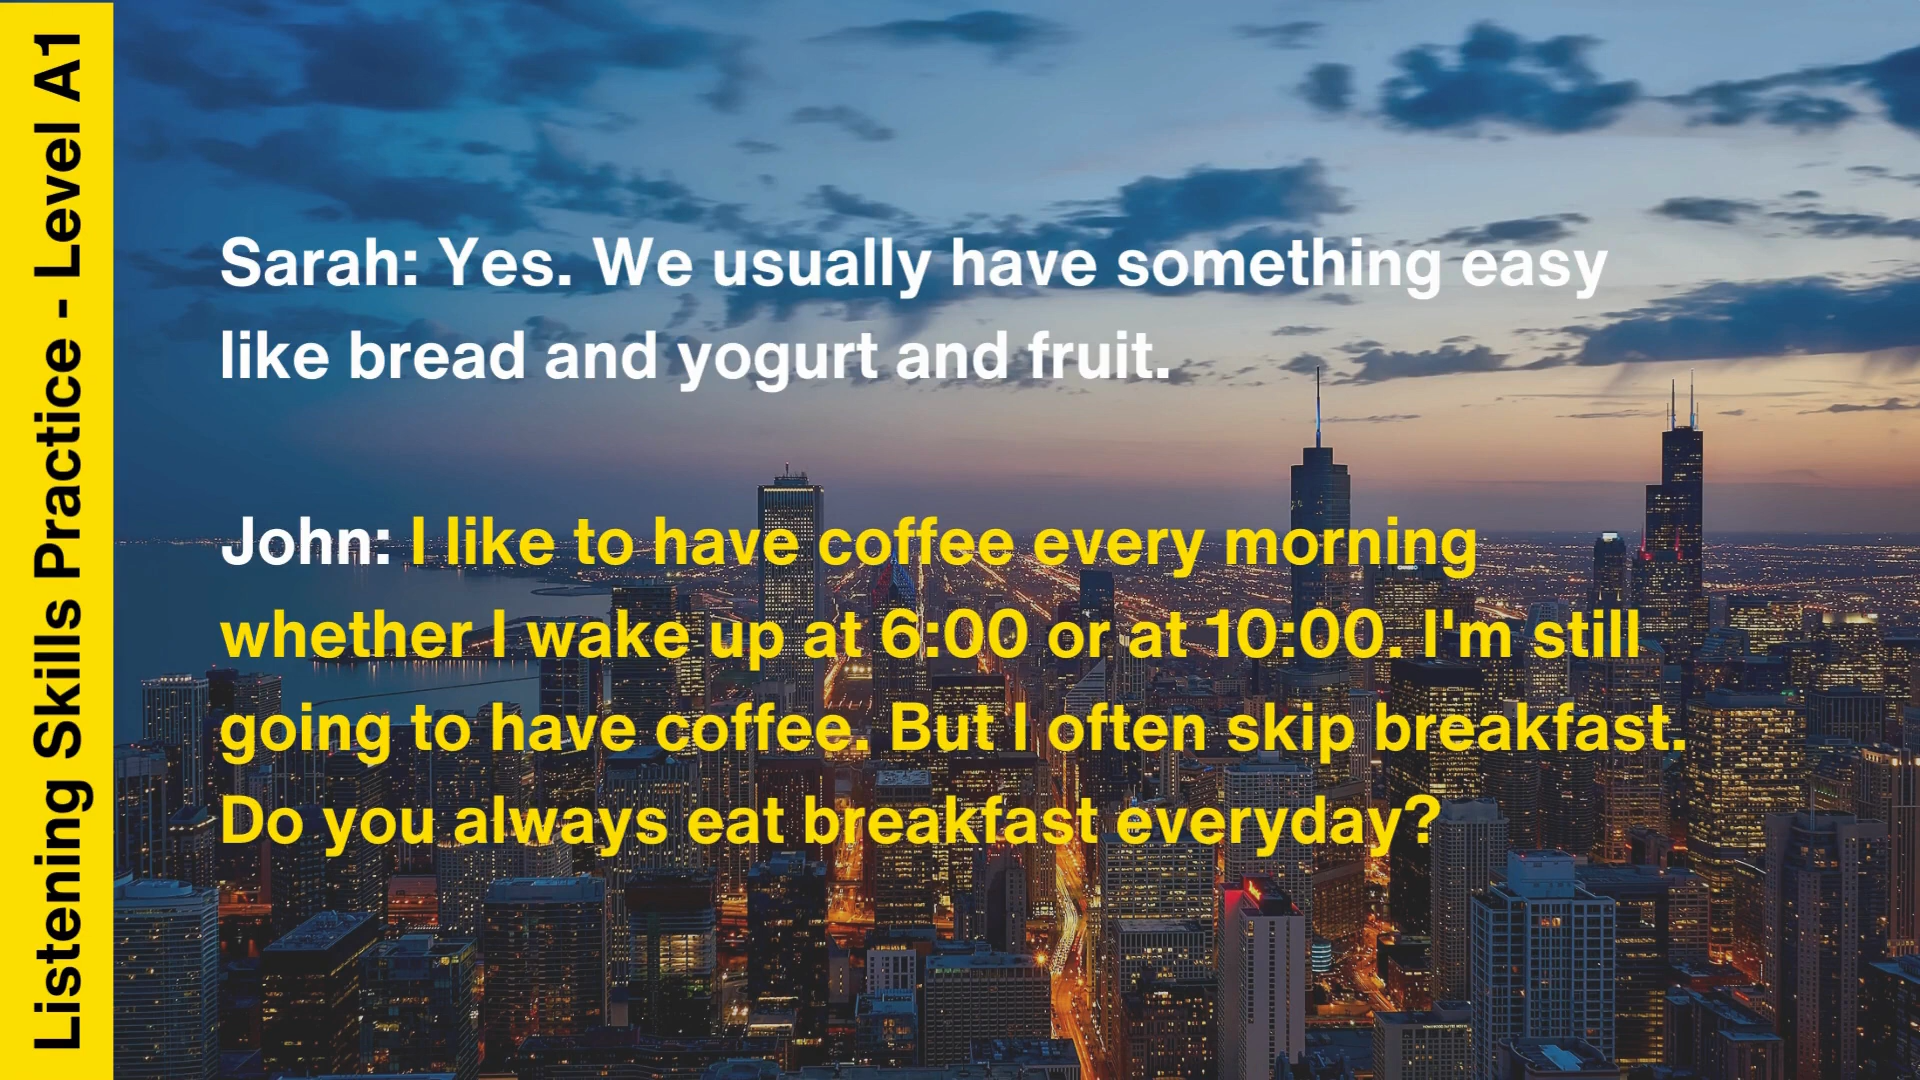 Listening Skills Practice - Level A1
Sarah: Yes. We usually have something easy
like bread and yogurt and fruit.
John: I like to have coffee every morning
whether I wake up at 6:00 or at 10:00. I'm still
going to have coffee. But I often skip breakfast.
Do you always eat breakfast everyday?